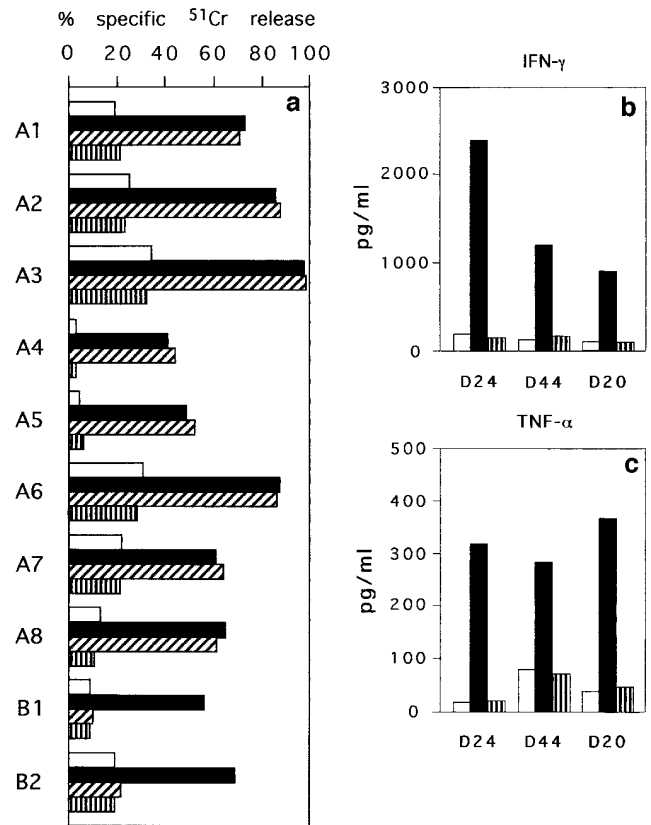 % specific ⁵¹Cr release
0 20 40 60 80 100
a
A1
A2
A3
A4
A5
A6
A7
A8
B1
B2
IFN-γ
b
3000
2000
1000
0
pg/ml
D24 D44 D20
TNF-α
c
500
400
300
200
100
0
pg/ml
D24 D44 D20